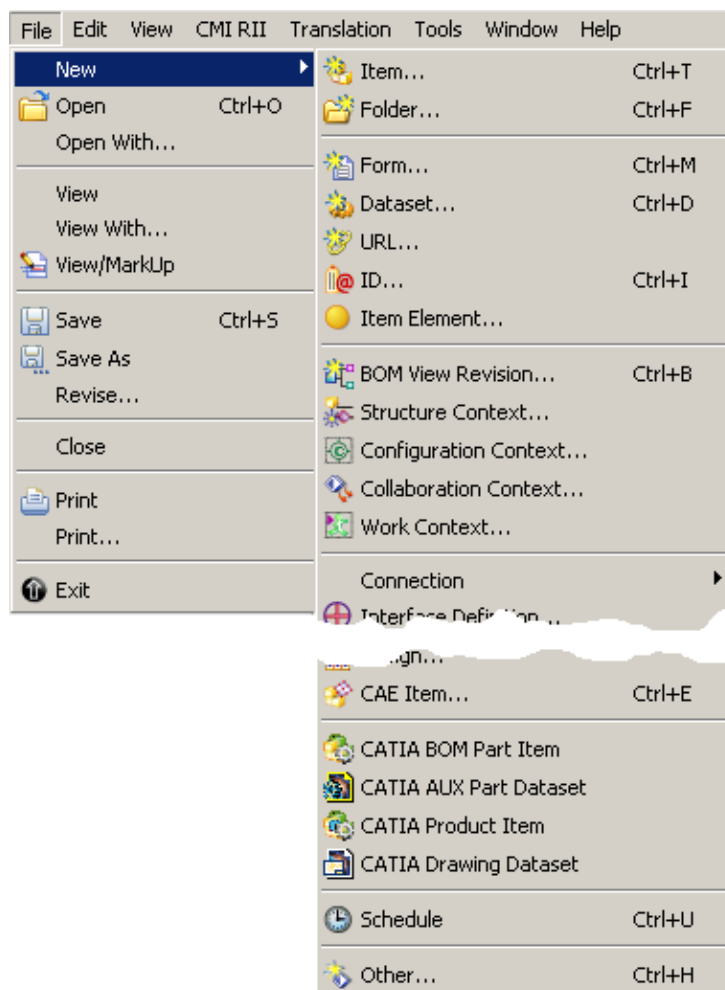 File Edit View CMI RII Translation Tools Window Help
New
Open Ctrl+O
Open With...
View
View With...
View/MarkUp
Save Ctrl+S
Save As
Revise...
Close
Print
Print...
Exit
Item... Ctrl+T
Folder... Ctrl+F
Form... Ctrl+M
Dataset... Ctrl+D
URL...
ID... Ctrl+I
Item Element...
BOM View Revision... Ctrl+B
Structure Context...
Configuration Context...
Collaboration Context...
Work Context...
Connection
Interface Definition...
CAE Item... Ctrl+E
CATIA BOM Part Item
CATIA AUX Part Dataset
CATIA Product Item
CATIA Drawing Dataset
Schedule Ctrl+U
Other... Ctrl+H